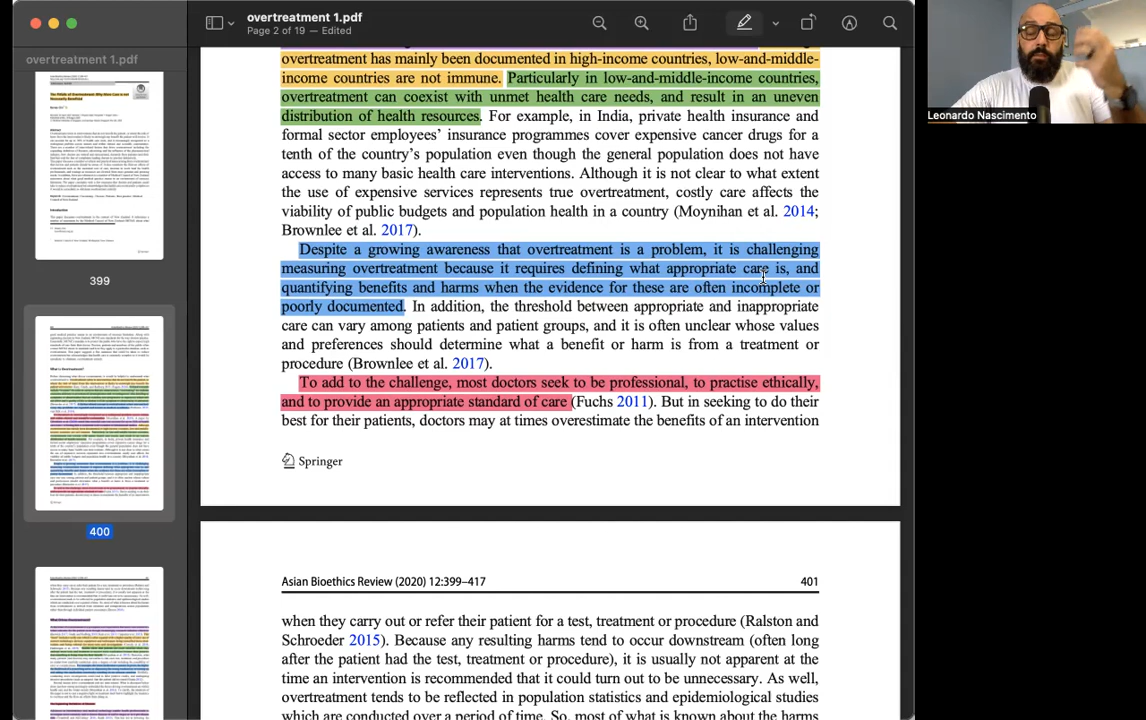 overtreatment 1.pdf
Page 2 of 19 — Edited
overtreatment 1.pdf
399
400
overtreatment has mainly been documented in high-income countries, low-and-middle-
income countries are not immune. Particularly in low-and-middle-income countries,
overtreatment can coexist with unmet health care needs, and result in an uneven
distribution of health resources. For example, in India, private health insurance and
formal sector employees’ insurance schemes cover expensive cancer drugs for a
tenth of the country’s population even though the general population does not have
access to many basic health care interventions. Although it is not clear to what extent
the use of expensive services represents true overtreatment, costly care affects the
viability of public budgets and population health in a country (Moynihan et al. 2014;
Brownlee et al. 2017).
Despite a growing awareness that overtreatment is a problem, it is challenging
measuring overtreatment because it requires defining what appropriate care is, and
quantifying benefits and harms when the evidence for these are often incomplete or
poorly documented. In addition, the threshold between appropriate and inappropriate
care can vary among patients and patient groups, and it is often unclear whose values
and preferences should determine what a benefit or harm is from a treatment or
procedure (Brownlee et al. 2017).
To add to the challenge, most doctors seek to be professional, to practise ethically,
and to provide an appropriate standard of care (Fuchs 2011). But in seeking to do their
best for their patients, doctors may at times overestimate the benefits of an intervention
Springer
Asian Bioethics Review (2020) 12:399–417 401
when they carry out or refer their patient for a test, treatment or procedure (Ralston and
Schroeder 2015). Because any resulting harms tend to occur downstream (often long
after the patient had the test, treatment or procedure), it is usually not apparent at the
time an intervention is recommended that it could turn out to be unnecessary. As well,
overtreatment tends to be reflected in population statistics and epidemiological studies
which are conducted over a period of time. So, most of what is known about the harms
Leonardo Nascimento